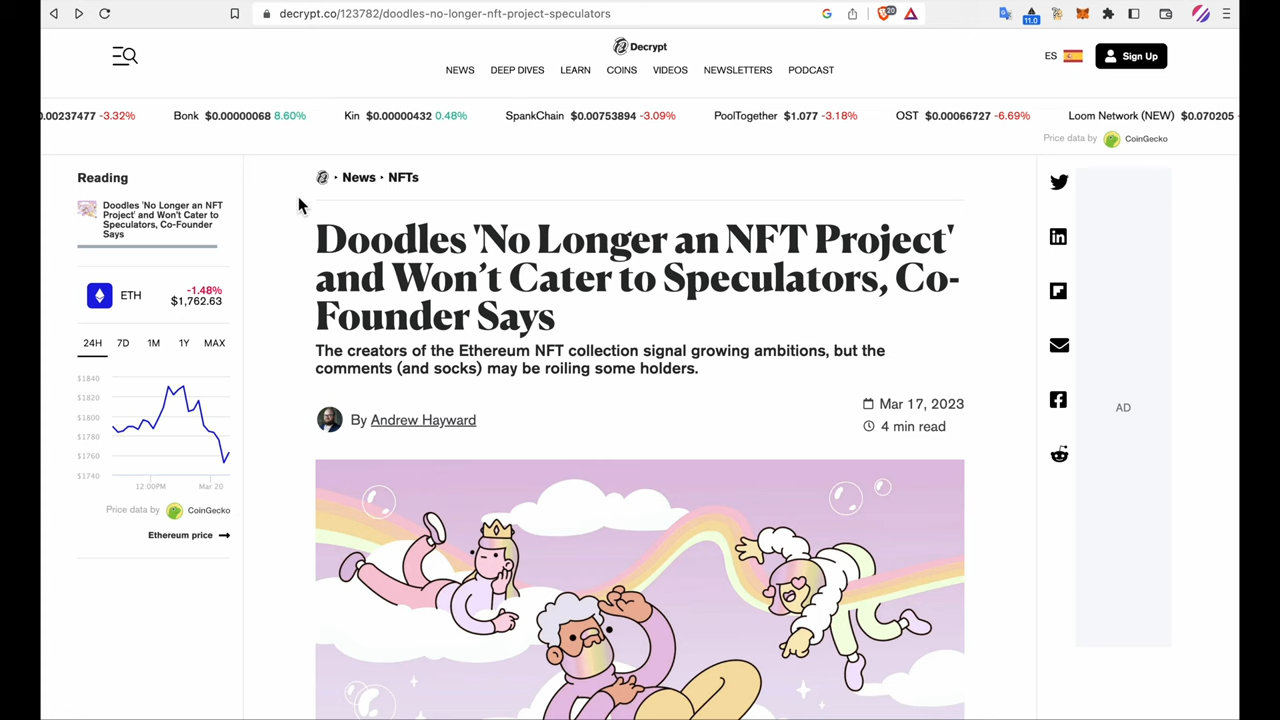 decrypt.co/123782/doodles-no-longer-nft-project-speculators
20
11.0
Decrypt
NEWS DEEP DIVES LEARN COINS VIDEOS NEWSLETTERS PODCAST
ES
Sign Up
0.00237477 -3.32% Bonk $0.00000068 8.60% Kin $0.00000432 0.48% SpankChain $0.00753894 -3.09% PoolTogether $1.077 -3.18% OST $0.00066727 -6.69% Loom Network (NEW) $0.070205
Price data by CoinGecko
Reading
Doodles 'No Longer an NFT
Project' and Won't Cater to
Speculators, Co-Founder
Says
ETH
-1.48%
$1,762.63
24H 7D 1M 1Y MAX
$1840
$1820
$1800
$1780
$1760
$1740
12:00PM Mar 20
Price data by CoinGecko
Ethereum price
News NFTs
Doodles 'No Longer an NFT Project'
and Won’t Cater to Speculators, Co-
Founder Says
The creators of the Ethereum NFT collection signal growing ambitions, but the
comments (and socks) may be roiling some holders.
By Andrew Hayward
Mar 17, 2023
4 min read
AD